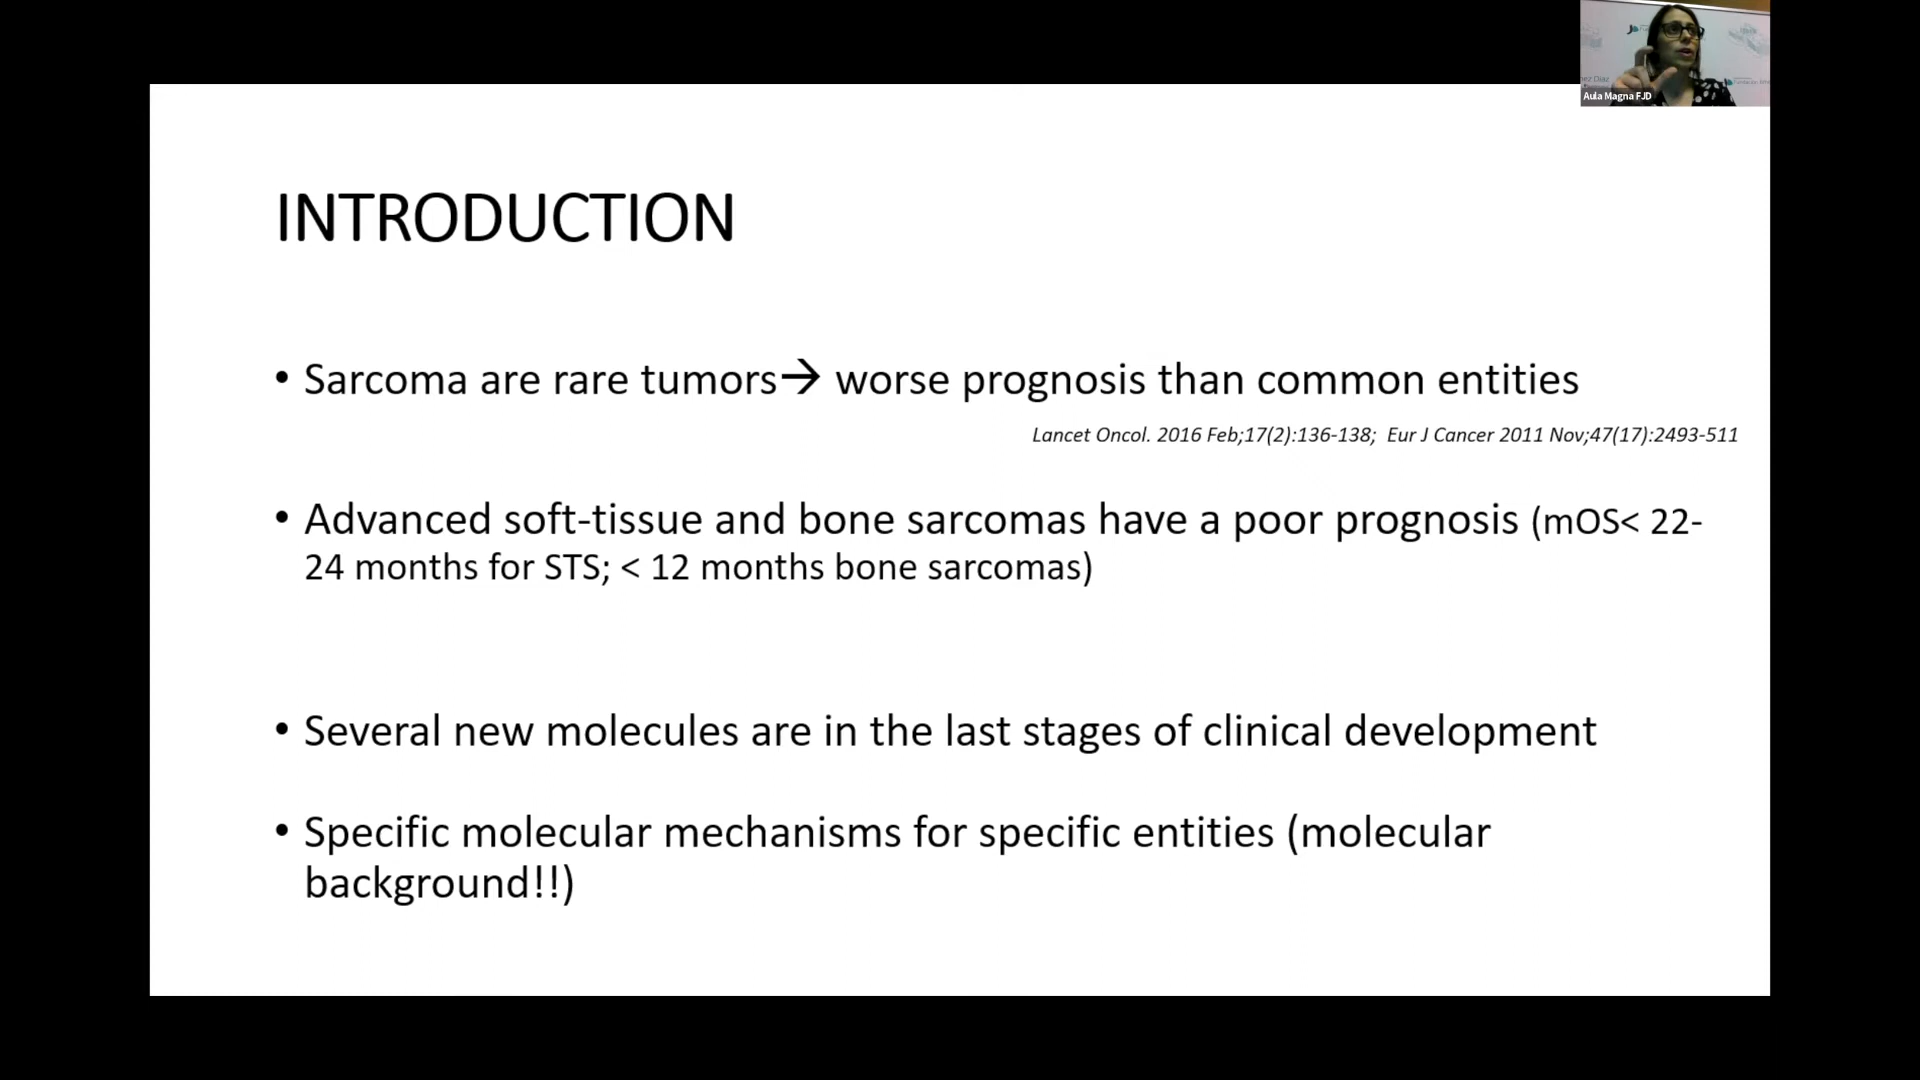 Aula Magna FJD
INTRODUCTION
• Sarcoma are rare tumors→ worse prognosis than common entities
Lancet Oncol. 2016 Feb;17(2):136-138; Eur J Cancer 2011 Nov;47(17):2493-511
• Advanced soft-tissue and bone sarcomas have a poor prognosis (mOS< 22-
24 months for STS; < 12 months bone sarcomas)
• Several new molecules are in the last stages of clinical development
• Specific molecular mechanisms for specific entities (molecular
background!!)